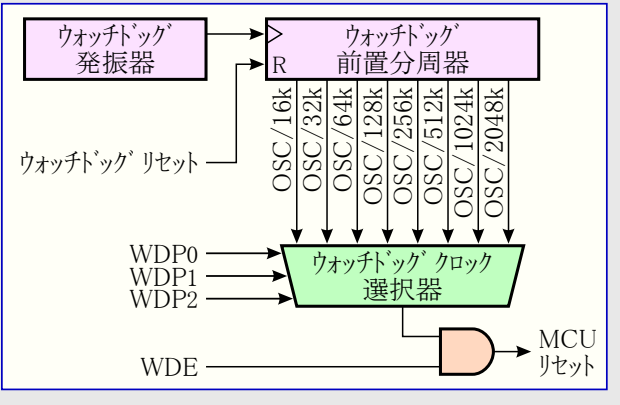 ウォッチドッグ
発振器
ウォッチドッグ
前置分周器
R
OSC/16k
OSC/32k
OSC/64k
OSC/128k
OSC/256k
OSC/512k
OSC/1024k
OSC/2048k
ウォッチドッグ リセット
WDP0
WDP1
WDP2
ウォッチドッグ クロック
選択器
WDE
MCU
リセット